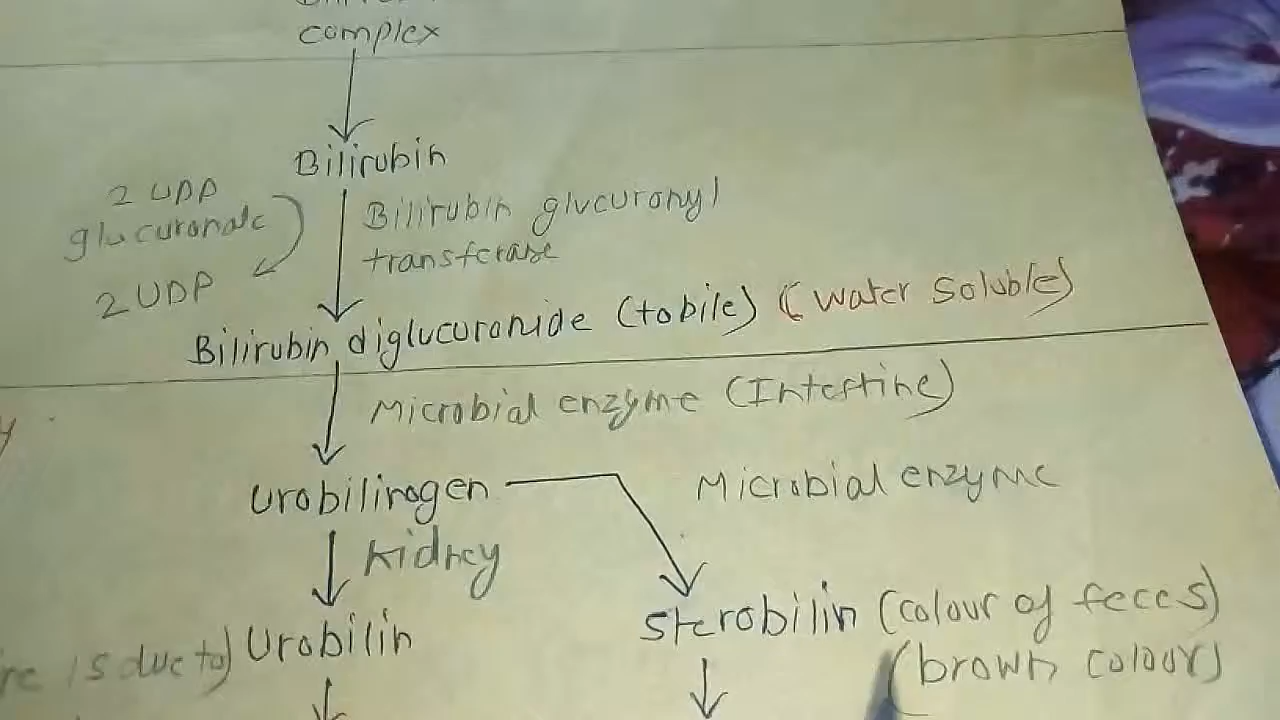 complex
Bilirubin
2 UDP
glucuronate
2 UDP
Bilirubin glucuronyl
transferase
Bilirubin diglucuronide (to bile) (water soluble)
Microbial enzyme (Intestine)
Urobilinogen
Microbial enzyme
Kidney
Urobilin
is due to)
Sterobilin (colour of feces)
(brown colour)